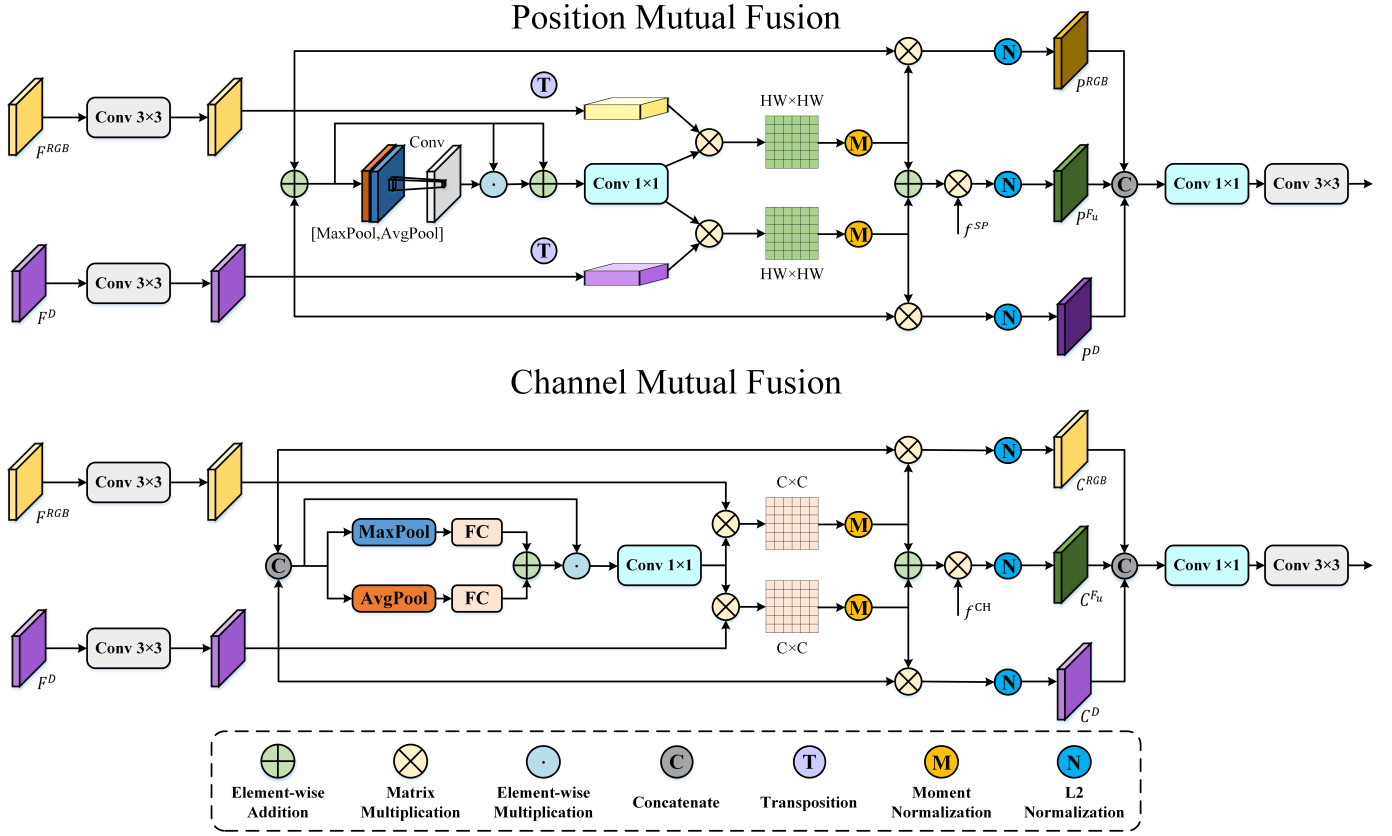 Position Mutual Fusion
F^RGB
Conv 3×3
T
HW×HW
N
P^RGB
Conv
[MaxPool,AvgPool]
Conv 1×1
M
f^SP
N
P^Fu
C
Conv 1×1
Conv 3×3
M
HW×HW
F^D
Conv 3×3
T
N
P^D
Channel Mutual Fusion
F^RGB
Conv 3×3
C×C
N
C^RGB
M
C
MaxPool
FC
AvgPool
FC
Conv 1×1
f^CH
N
C^Fu
C
Conv 1×1
Conv 3×3
M
C×C
F^D
Conv 3×3
N
C^D
C
T
M
N
Element-wise
Addition
Matrix
Multiplication
Element-wise
Multiplication
Concatenate
Transposition
Moment
Normalization
L2
Normalization